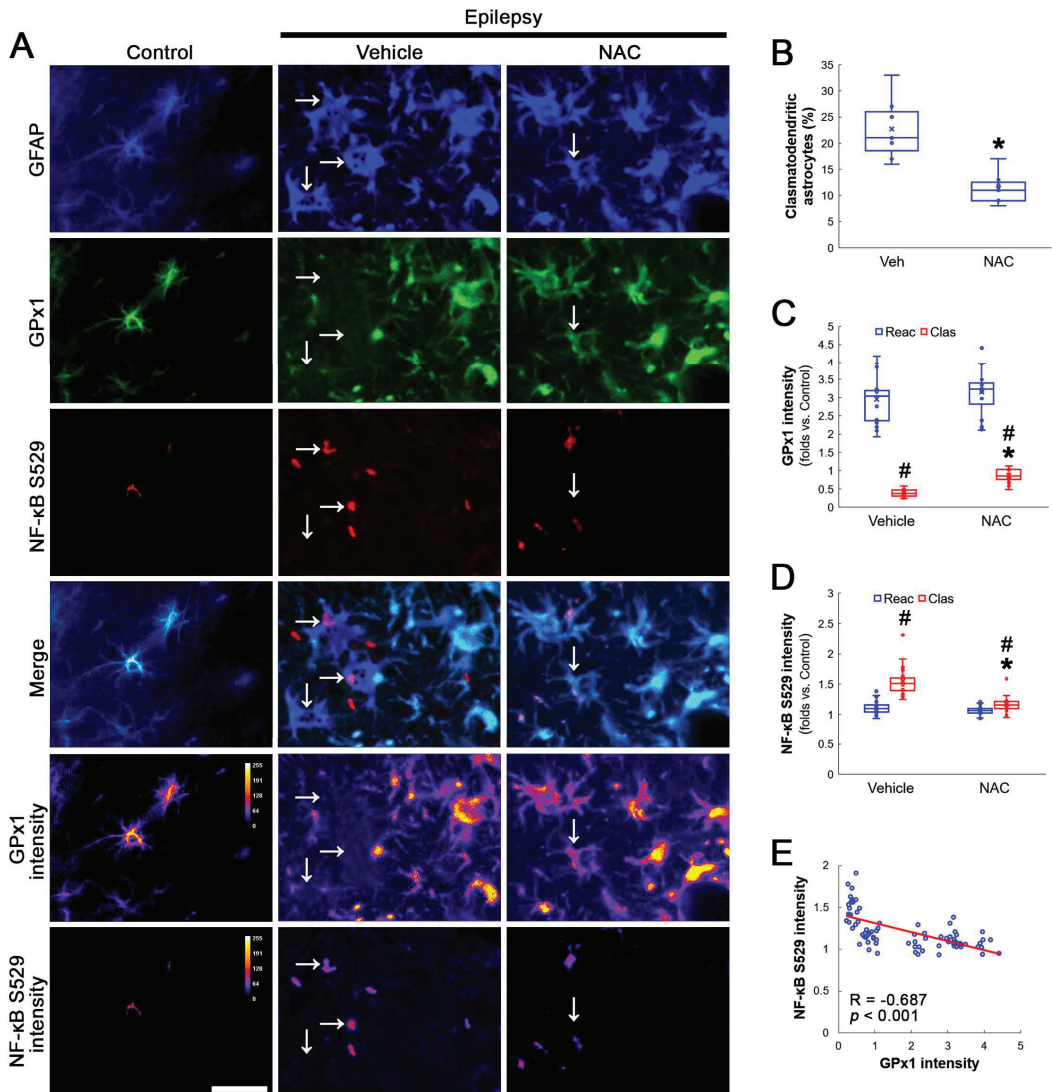 A
Epilepsy
Control
Vehicle
NAC
GFAP
GPx1
NF-κB S529
Merge
GPx1
intensity
255
191
128
64
0
NF-κB S529
intensity
255
191
128
64
0
B
Clasmatodendritic
astrocytes (%)
35
30
25
20
15
10
5
0
*
Veh
NAC
C
Reac
Clas
GPx1 intensity
(folds vs. Control)
5
4.5
4
3.5
3
2.5
2
1.5
1
0.5
0
#
#
*
Vehicle
NAC
D
Reac
Clas
NF-κB S529 intensity
(folds vs. Control)
3
2.5
2
1.5
1
0.5
0
#
#
*
Vehicle
NAC
E
NF-κB S529 intensity
2
1.5
1
0.5
0
R = -0.687
p < 0.001
0
1
2
3
4
5
GPx1 intensity